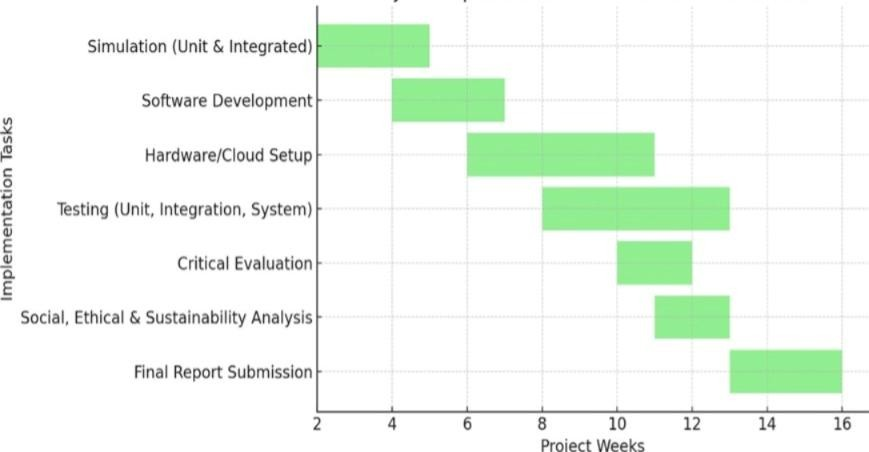 Implementation Tasks
Simulation (Unit & Integrated)
Software Development
Hardware/Cloud Setup
Testing (Unit, Integration, System)
Critical Evaluation
Social, Ethical & Sustainability Analysis
Final Report Submission
2 4 6 8 10 12 14 16
Project Weeks